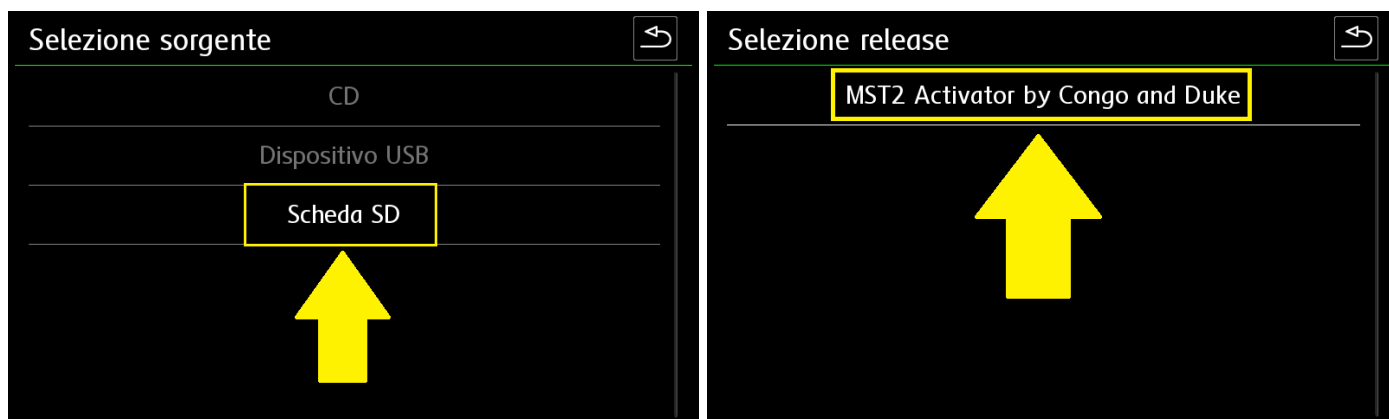 Selezione sorgente
CD
Dispositivo USB
Scheda SD
Selezione release
MST2 Activator by Congo and Duke